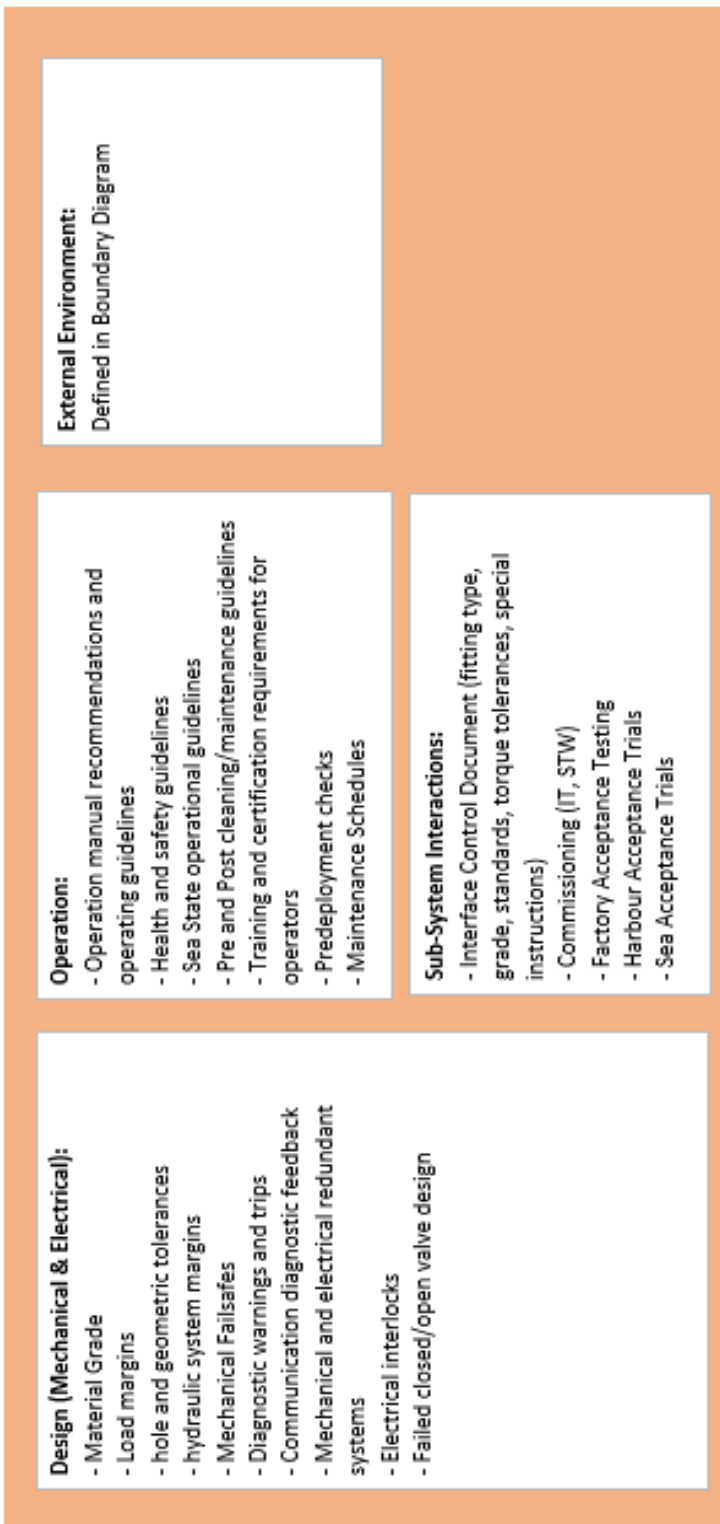 Design (Mechanical & Electrical):
- Material Grade
- Load margins
- hole and geometric tolerances
- hydraulic system margins
- Mechanical Failsafes
- Diagnostic warnings and trips
- Communication diagnostic feedback
- Mechanical and electrical redundant
systems
- Electrical interlocks
- Failed closed/open valve design
Operation:
- Operation manual recommendations and
operating guidelines
- Health and safety guidelines
- Sea State operational guidelines
- Pre and Post cleaning/maintenance guidelines
- Training and certification requirements for
operators
- Predeployment checks
- Maintenance Schedules
Sub-System Interactions:
- Interface Control Document (fitting type,
grade, standards, torque tolerances, special
instructions)
- Commissioning (IT, STW)
- Factory Acceptance Testing
- Harbour Acceptance Trials
- Sea Acceptance Trials
External Environment:
Defined in Boundary Diagram